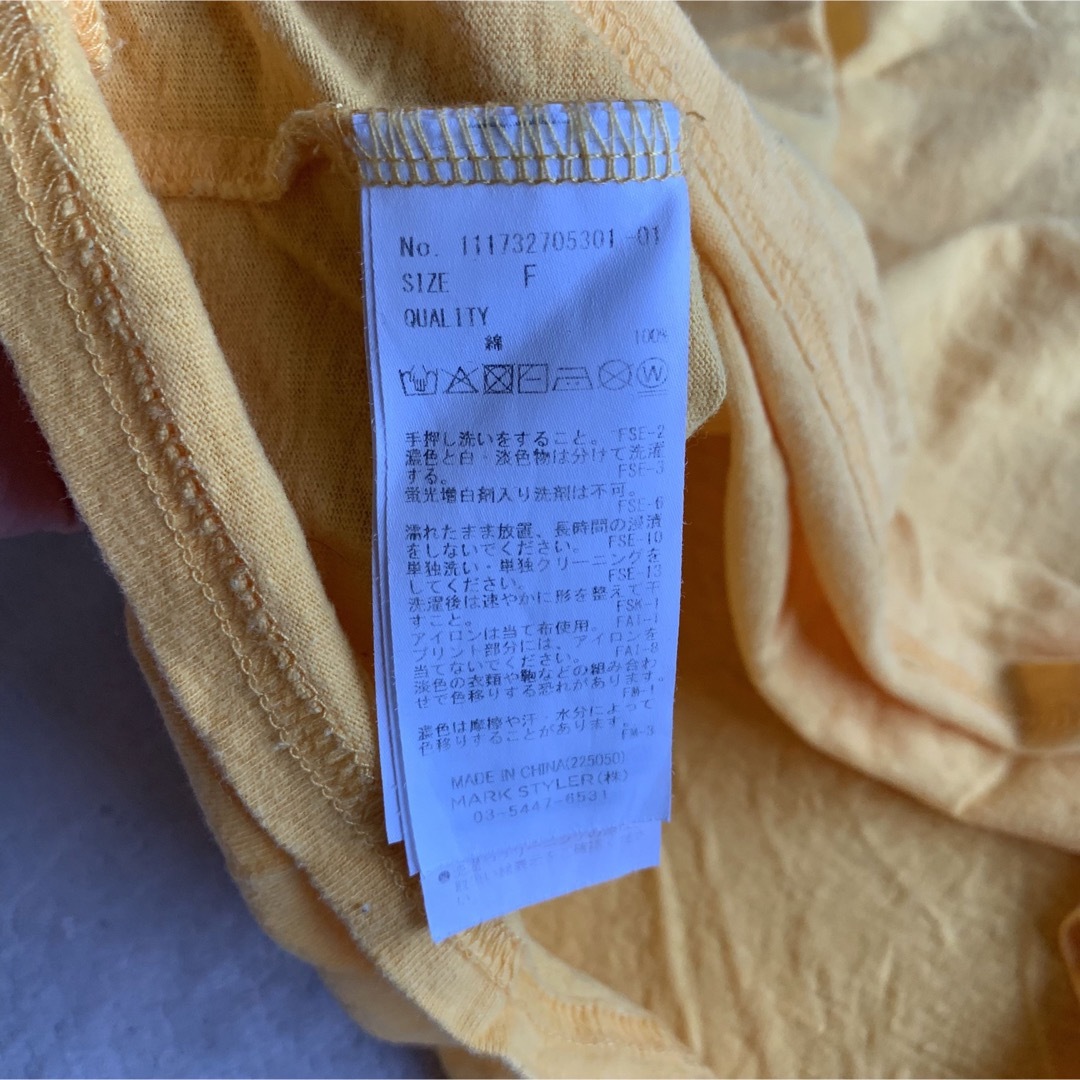 No. 111732705301 -01
SIZE F
QUALITY
綿 100%
W
手押し洗いをすること。 FSE-2
濃色と白・淡色物は分けて洗濯
する。 FSE-3
蛍光増白剤入り洗剤は不可。
FSE-6
濡れたまま放置、長時間の浸漬
をしないでください。 FSE-10
単独洗い・単独クリーニングを
してください。 FSE-13
洗濯後は速やかに形を整えて干
すこと。 FSK-1
アイロンは当て布使用。 FAI-1
プリント部分には、アイロンを
当てないでください。 FAI-8
淡色の衣類や鞄などの組み合わ
せで色移りする恐れがあります。
FM-1
濃色は摩擦や汗・水分によって
色移りすることがあります。
FM-3
MADE IN CHINA(225050)
MARK STYLER(株)
03-5447-6531